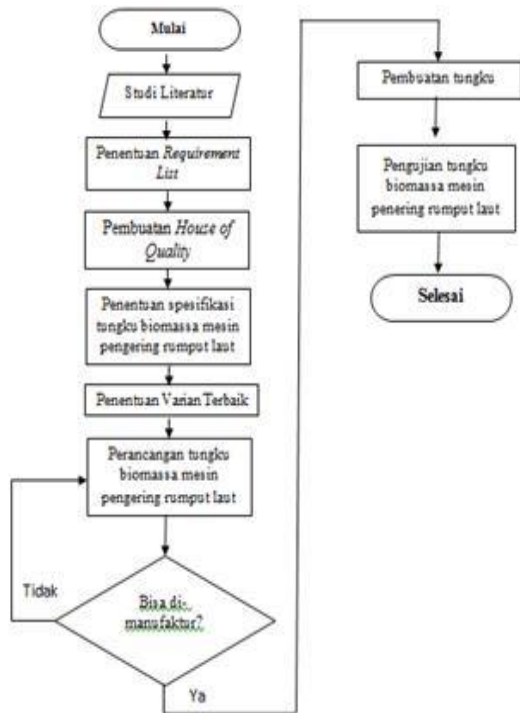 Mulai
Studi Literatur
Penentuan Requirement
List
Pembuatan House of
Quality
Penentuan spesifikasi
tungku biomassa mesin
pengering rumput laut
Penentuan Varian Terbaik
Perancangan tungku
biomassa mesin
pengering rumput laut
Tidak
Bisa di-
manufaktur?
Ya
Pembuatan tungku
Pengujian tungku
biomassa mesin
penering rumput laut
Selesai